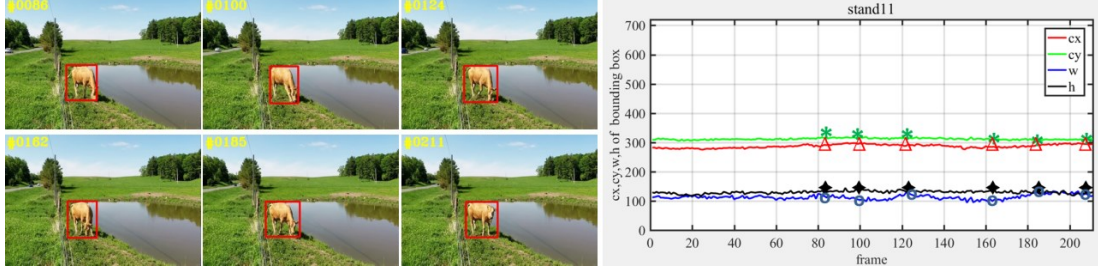 #0086
#0100
#0124
#0162
#0185
#0211
stand11
cx,cy,w,h of bounding box
700
600
500
400
300
200
100
0
cx
cy
w
h
0 20 40 60 80 100 120 140 160 180 200
frame